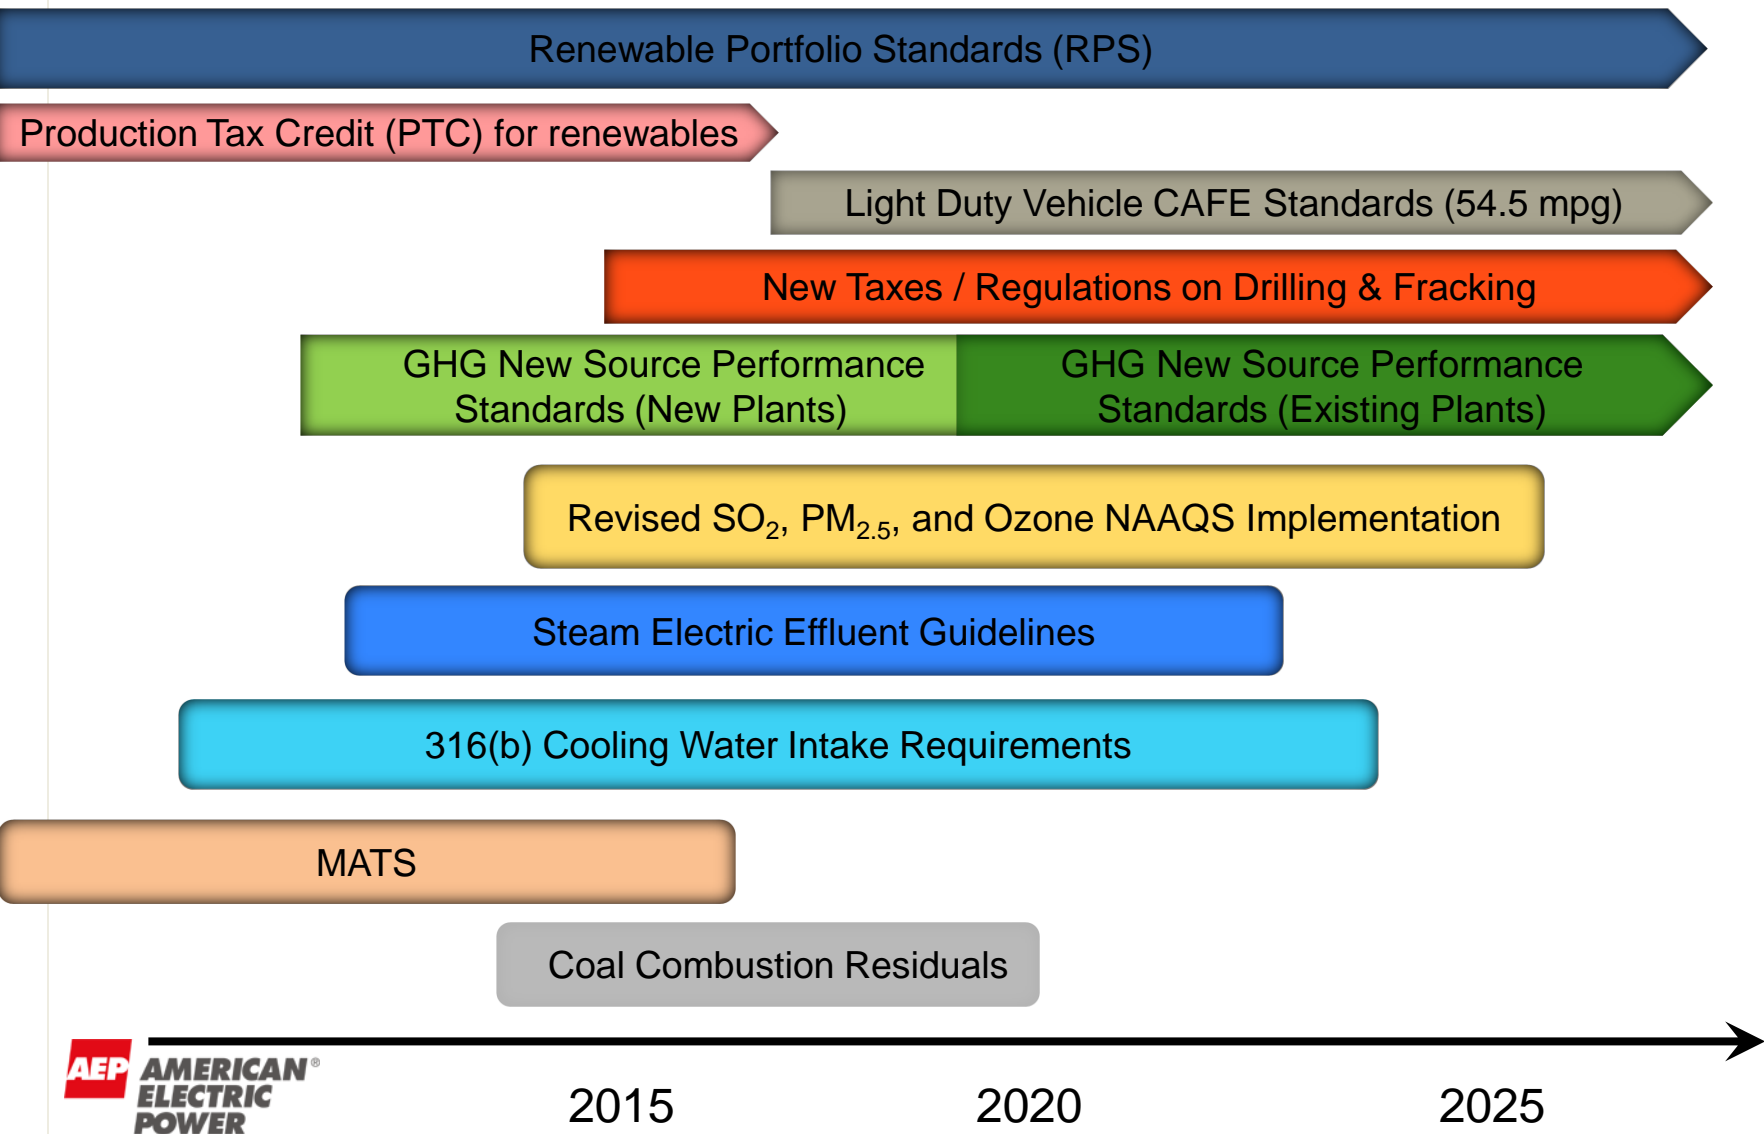 Renewable Portfolio Standards (RPS)
Production Tax Credit (PTC) for renewables
Light Duty Vehicle CAFE Standards (54.5 mpg)
New Taxes / Regulations on Drilling & Fracking
GHG New Source Performance
Standards (New Plants)
GHG New Source Performance
Standards (Existing Plants)
Revised SO₂, PM₂.₅, and Ozone NAAQS Implementation
Steam Electric Effluent Guidelines
316(b) Cooling Water Intake Requirements
MATS
Coal Combustion Residuals
AEP
AMERICAN®
ELECTRIC
POWER
2015
2020
2025